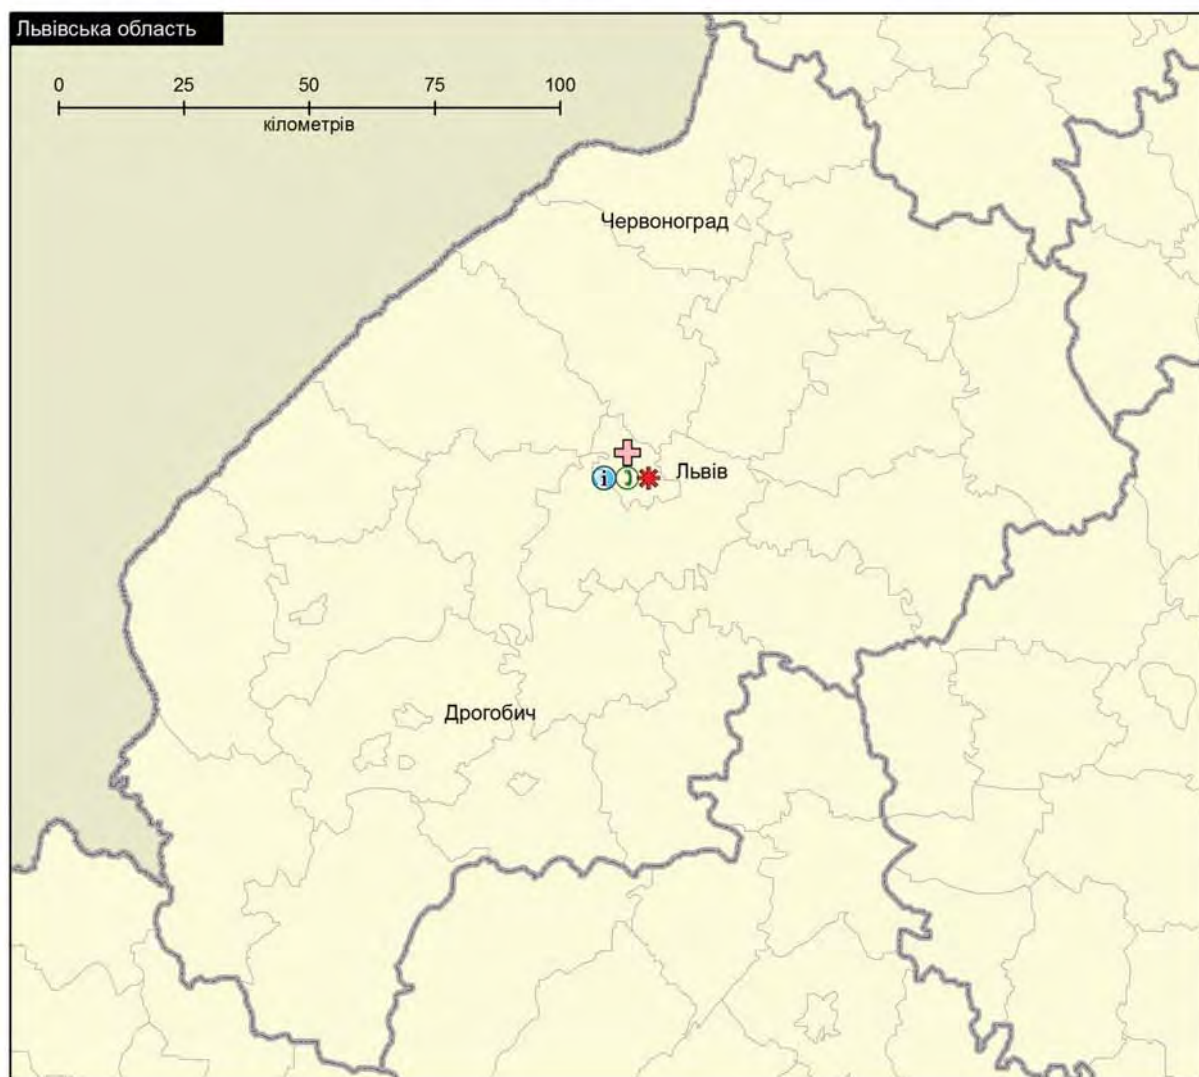 Львівська область
0 25 50 75 100
кілометрів
Червоноград
Львів
Дрогобич